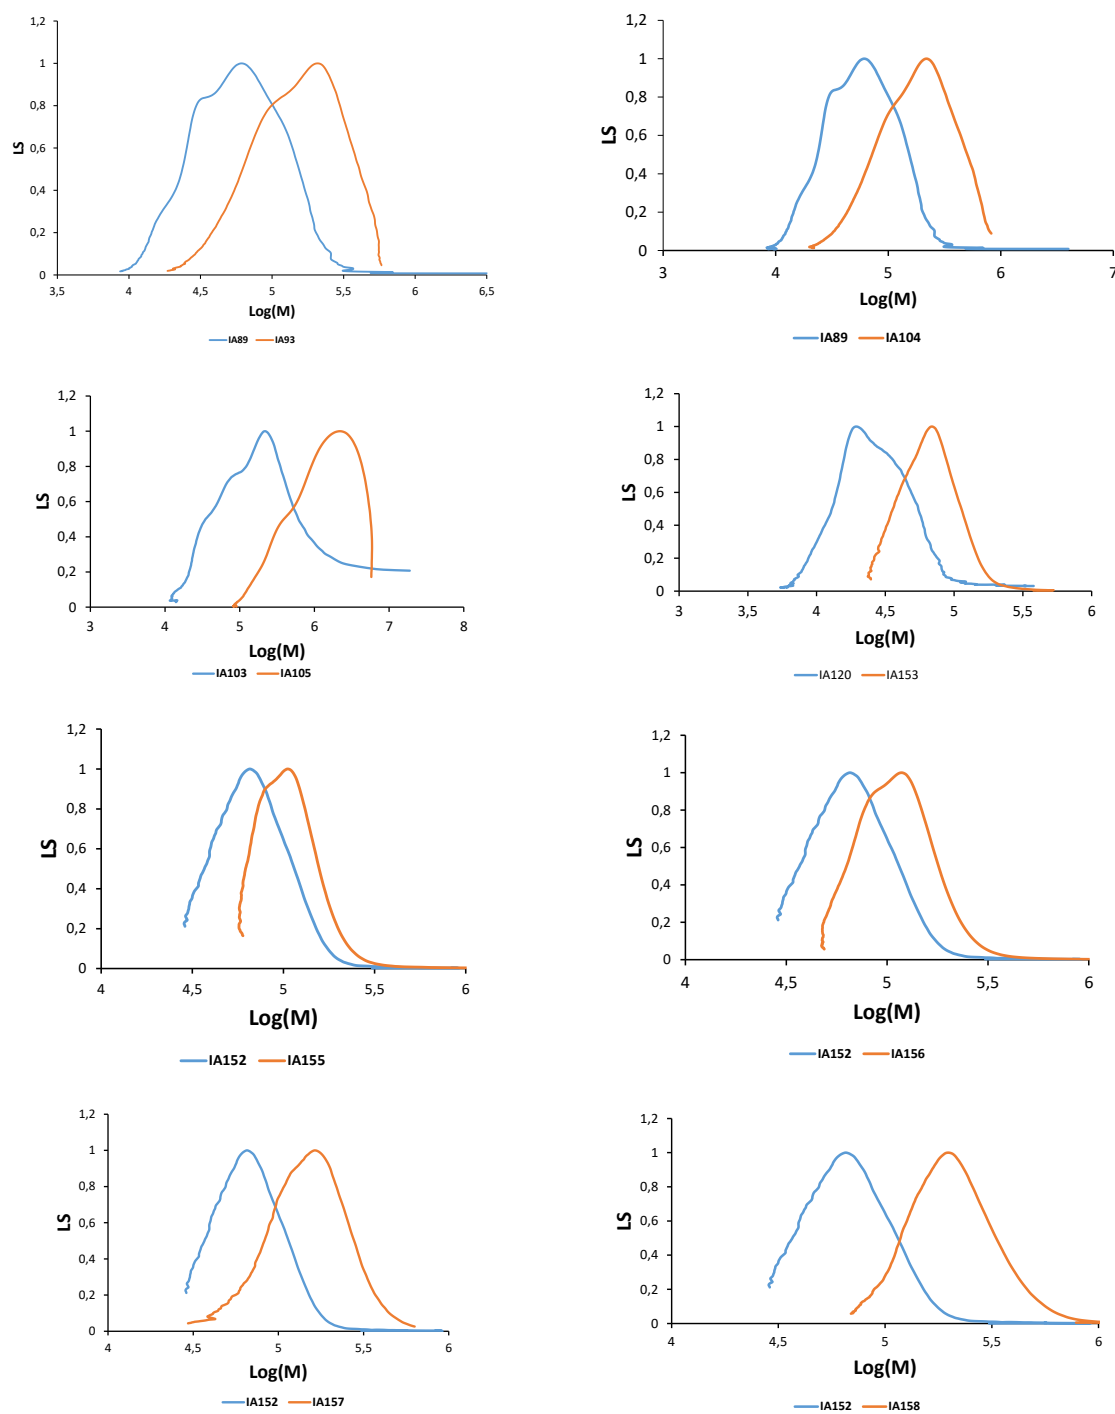 1,2
1
0,8
0,6
0,4
0,2
0
LS
3,5 4 4,5 5 5,5 6 6,5
Log(M)
IA89 IA93
1,2
1
0,8
0,6
0,4
0,2
0
LS
3 4 5 6 7
Log(M)
IA89 IA104
1,2
1
0,8
0,6
0,4
0,2
0
LS
3 4 5 6 7 8
Log(M)
IA103 IA105
1,2
1
0,8
0,6
0,4
0,2
0
LS
3 3,5 4 4,5 5 5,5 6
Log(M)
IA120 IA153
1,2
1
0,8
0,6
0,4
0,2
0
LS
4 4,5 5 5,5 6
Log(M)
IA152 IA155
1,2
1
0,8
0,6
0,4
0,2
0
LS
4 4,5 5 5,5 6
Log(M)
IA152 IA156
1,2
1
0,8
0,6
0,4
0,2
0
LS
4 4,5 5 5,5 6
Log(M)
IA152 IA157
1,2
1
0,8
0,6
0,4
0,2
0
LS
4 4,5 5 5,5 6
Log(M)
IA152 IA158